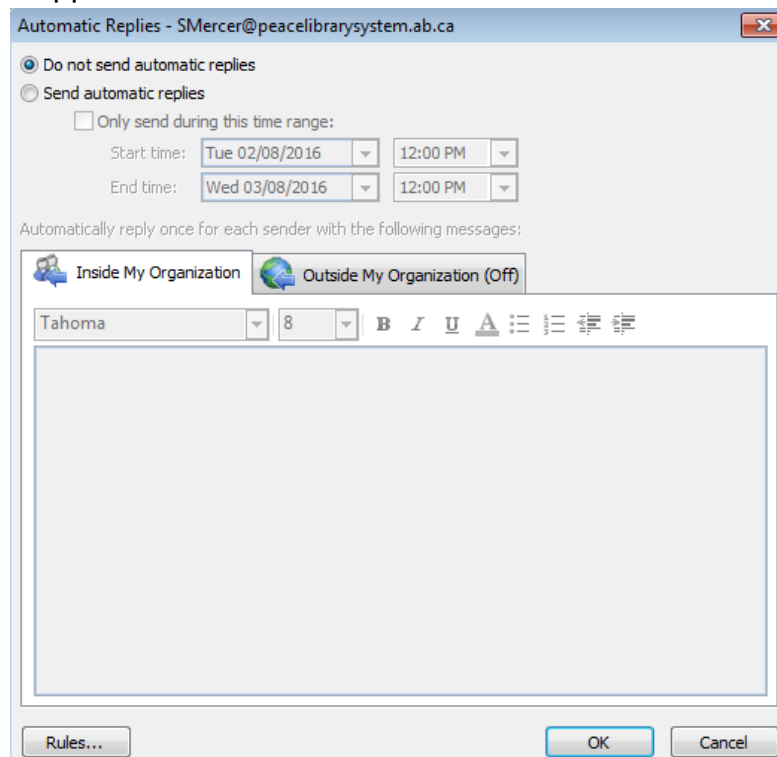 Automatic Replies - SMercer@peacelibrarysystem.ab.ca
Do not send automatic replies
Send automatic replies
Only send during this time range:
Start time: Tue 02/08/2016 12:00 PM
End time: Wed 03/08/2016 12:00 PM
Automatically reply once for each sender with the following messages:
Inside My Organization Outside My Organization (Off)
Tahoma 8 B I U A
Rules... OK Cancel